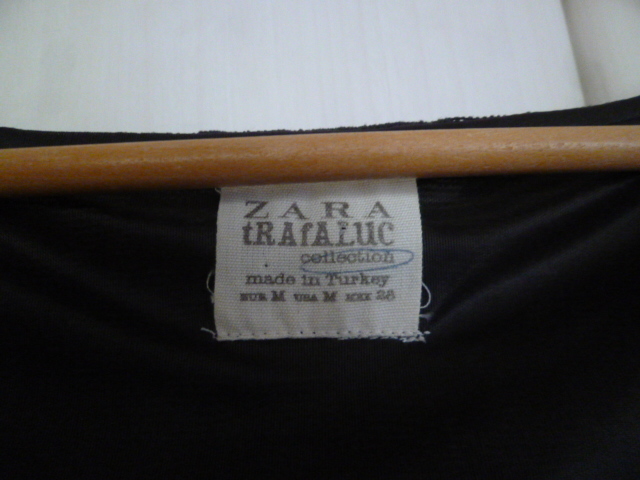 ZARA
tRAfALUC
collection
made in Turkey
EUR M USA M MEX 28